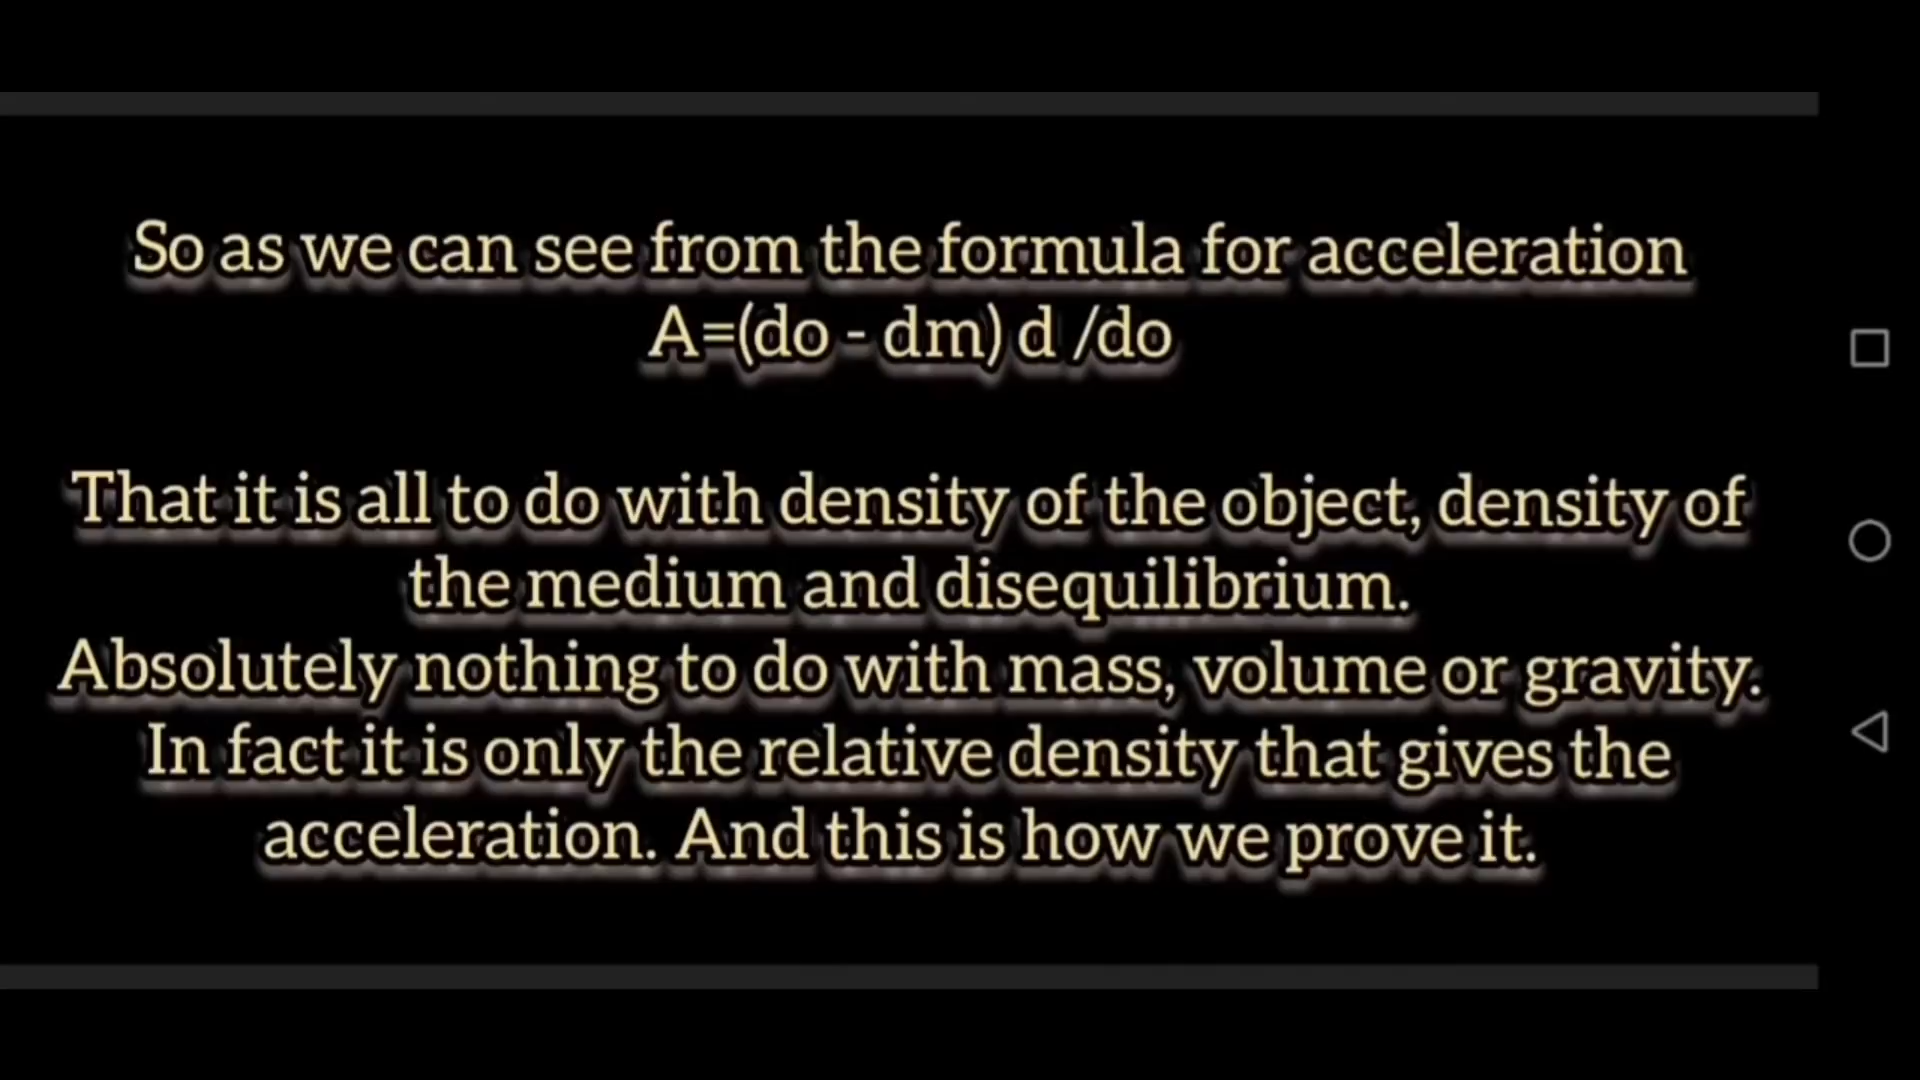 So as we can see from the formula for acceleration
A=(do - dm) d /do
That it is all to do with density of the object, density of
the medium and disequilibrium.
Absolutely nothing to do with mass, volume or gravity.
In fact it is only the relative density that gives the
acceleration. And this is how we prove it.